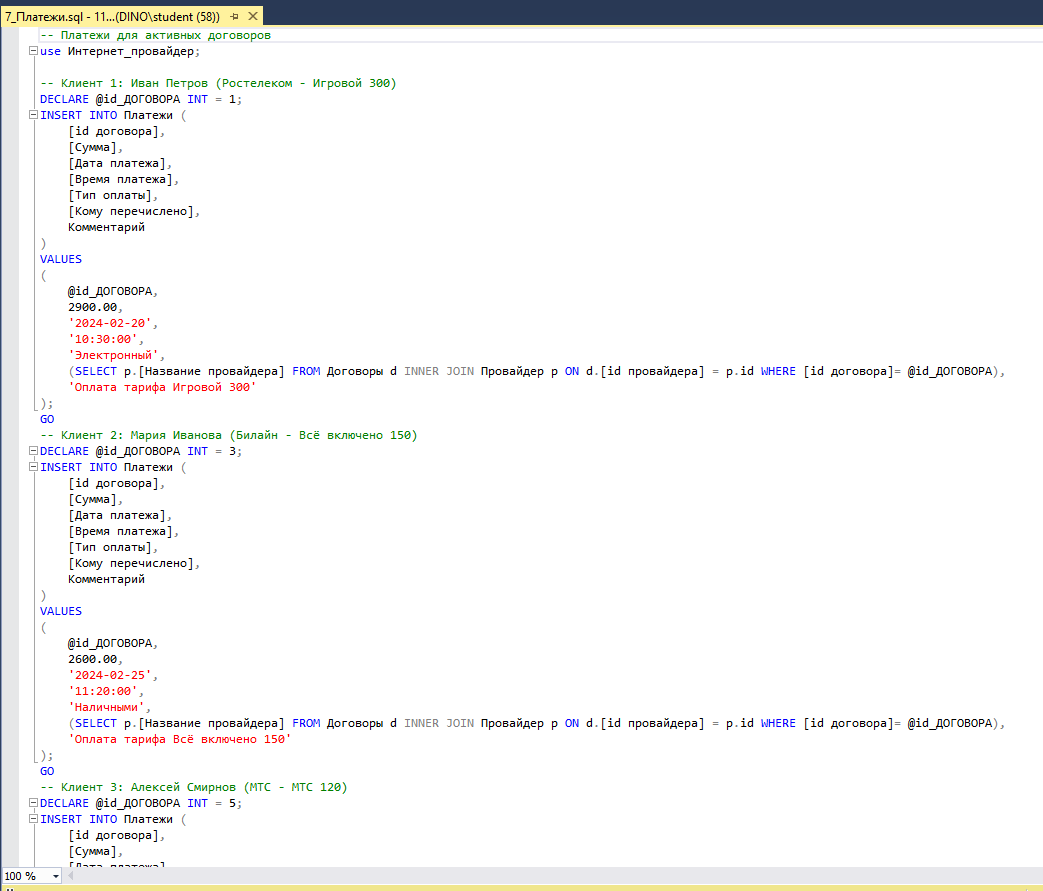 7_Платежи.sql - 11...(DINO\student (58))
-- Платежи для активных договоров
use Интернет_провайдер;
-- Клиент 1: Иван Петров (Ростелеком - Игровой 300)
DECLARE @id_ДОГОВОРА INT = 1;
INSERT INTO Платежи (
[id договора],
[Сумма],
[Дата платежа],
[Время платежа],
[Тип оплаты],
[Кому перечислено],
Комментарий
)
VALUES
(
@id_ДОГОВОРА,
2900.00,
'2024-02-20',
'10:30:00',
'Электронный',
(SELECT p.[Название провайдера] FROM Договоры d INNER JOIN Провайдер p ON d.[id провайдера] = p.id WHERE [id договора]= @id_ДОГОВОРА),
'Оплата тарифа Игровой 300'
);
GO
-- Клиент 2: Мария Иванова (Билайн - Всё включено 150)
DECLARE @id_ДОГОВОРА INT = 3;
INSERT INTO Платежи (
[id договора],
[Сумма],
[Дата платежа],
[Время платежа],
[Тип оплаты],
[Кому перечислено],
Комментарий
)
VALUES
(
@id_ДОГОВОРА,
2600.00,
'2024-02-25',
'11:20:00',
'Наличными',
(SELECT p.[Название провайдера] FROM Договоры d INNER JOIN Провайдер p ON d.[id провайдера] = p.id WHERE [id договора]= @id_ДОГОВОРА),
'Оплата тарифа Всё включено 150'
);
GO
-- Клиент 3: Алексей Смирнов (МТС - МТС 120)
DECLARE @id_ДОГОВОРА INT = 5;
INSERT INTO Платежи (
[id договора],
[Сумма],
[Дата платежа]
100 %